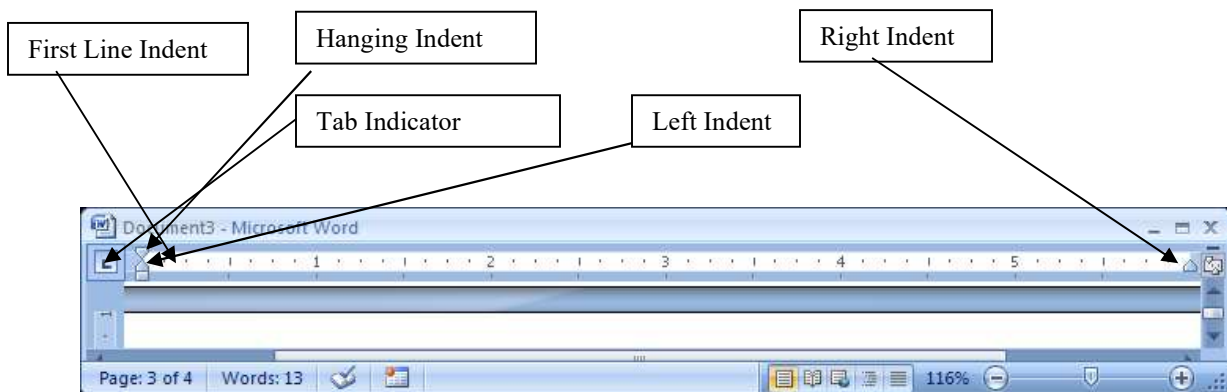 First Line Indent
Hanging Indent
Right Indent
Tab Indicator
Left Indent
Document3 - Microsoft Word
1 2 3 4 5
1
Page: 3 of 4 Words: 13 116%